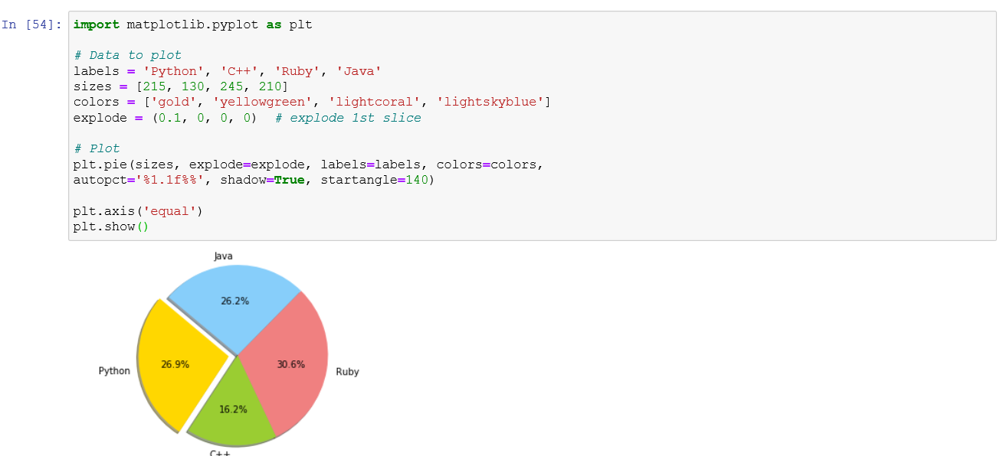 In [54]: import matplotlib.pyplot as plt
# Data to plot
labels = 'Python', 'C++', 'Ruby', 'Java'
sizes = [215, 130, 245, 210]
colors = ['gold', 'yellowgreen', 'lightcoral', 'lightskyblue']
explode = (0.1, 0, 0, 0)  # explode 1st slice
# Plot
plt.pie(sizes, explode=explode, labels=labels, colors=colors,
autopct='%1.1f%%', shadow=True, startangle=140)
plt.axis('equal')
plt.show()
Java
26.2%
26.9%
30.6%
Python
Ruby
16.2%
C++